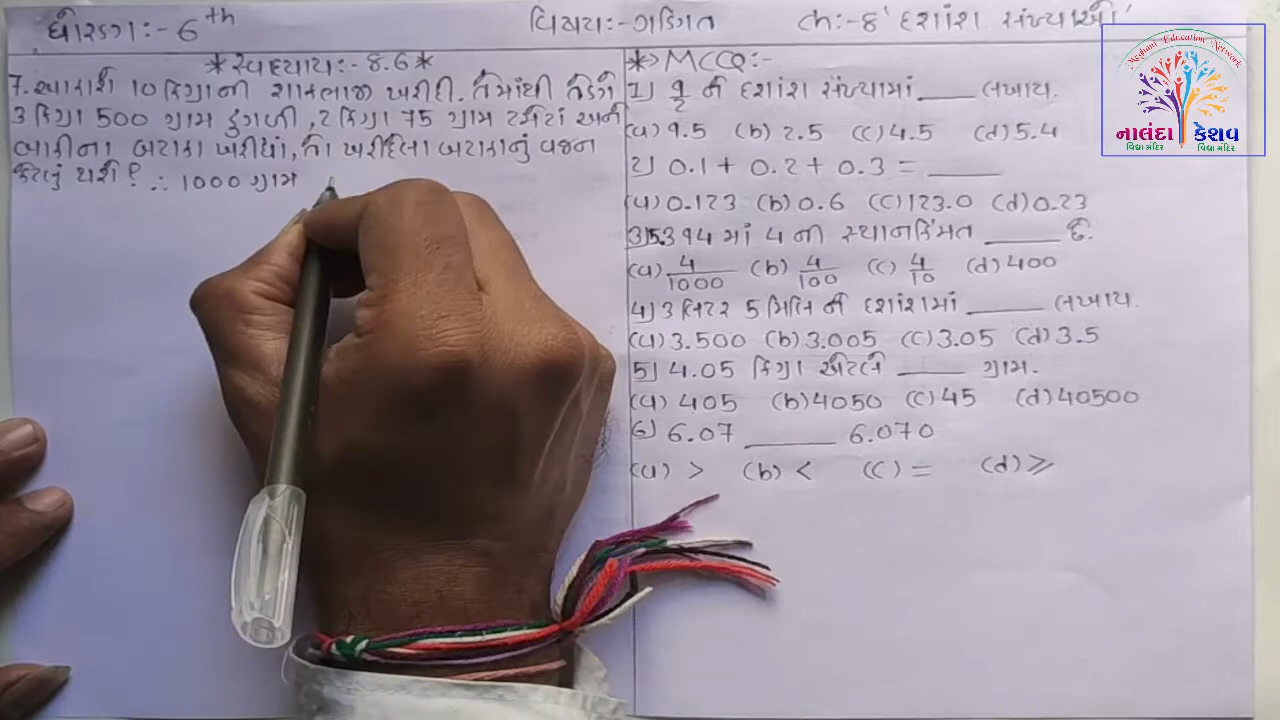 ધોરણ:- 6th વિષય:- ગણિત ch:-8 'દશાંશ સંખ્યાઓ'
*સ્વાધ્યાય:- 8.6*
7. આકાશે 10 કિગ્રાની શાકભાજી ખરીદી. તેમાંથી તેણે
3 કિગ્રા 500 ગ્રામ ડુંગળી, 2 કિગ્રા 75 ગ્રામ ટમેટાં અને
બાકીના બટાકા ખરીદ્યાં, તો ખરીદેલા બટાકાનું વજન
કેટલું થશે? ∴ 1000 ગ્રામ
*> MCQ:-
1) 1/2 ને દશાંશ સંખ્યામાં ____ લખાય.
(a) 1.5 (b) 2.5 (c) 4.5 (d) 5.4
2) 0.1 + 0.2 + 0.3 = ____
(a) 0.123 (b) 0.6 (c) 123.0 (d) 0.23
3) 5.314 માં 4 ની સ્થાનકિંમત ____ છે.
(a) 4/1000 (b) 4/100 (c) 4/10 (d) 400
4) 3 લિટર 5 મિલિ ને દશાંશમાં ____ લખાય.
(a) 3.500 (b) 3.005 (c) 3.05 (d) 3.5
5) 4.05 કિગ્રા એટલે ____ ગ્રામ.
(a) 405 (b) 4050 (c) 45 (d) 40500
6) 6.07 ____ 6.070
(a) > (b) < (c) = (d) ⩾
Meghani Education Network
નાલંદા વિદ્યા મંદિર
કેશવ વિદ્યા મંદિર